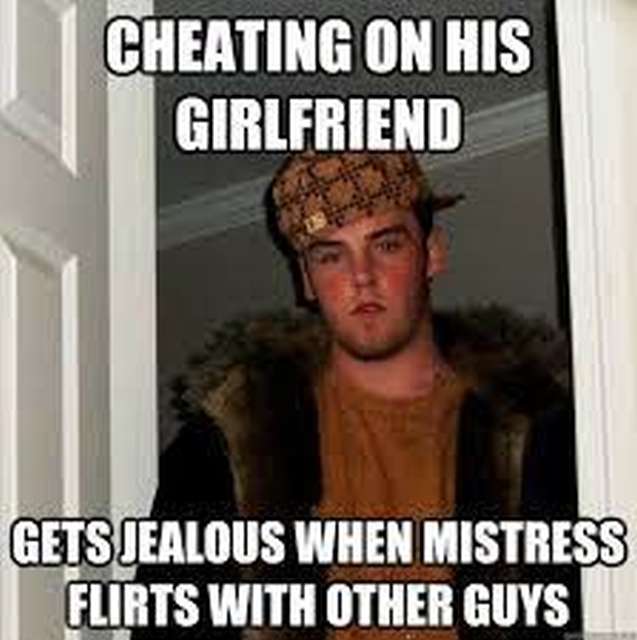 CHEATING ON HIS
GIRLFRIEND
GETS JEALOUS WHEN MISTRESS
FLIRTS WITH OTHER GUYS